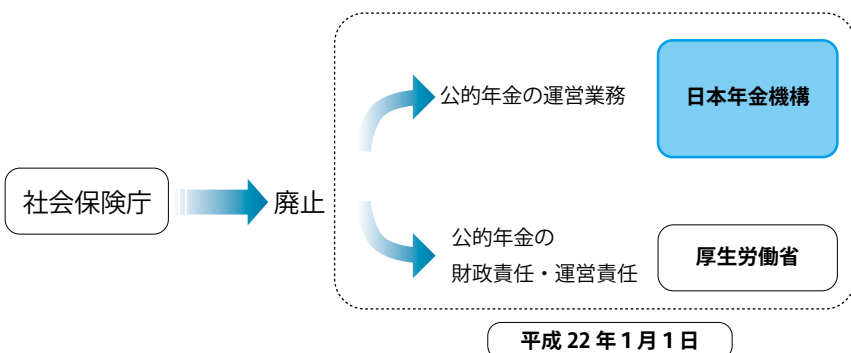 社会保険庁
廃止
公的年金の運営業務
日本年金機構
公的年金の
財政責任・運営責任
厚生労働省
平成 22 年 1 月 1 日